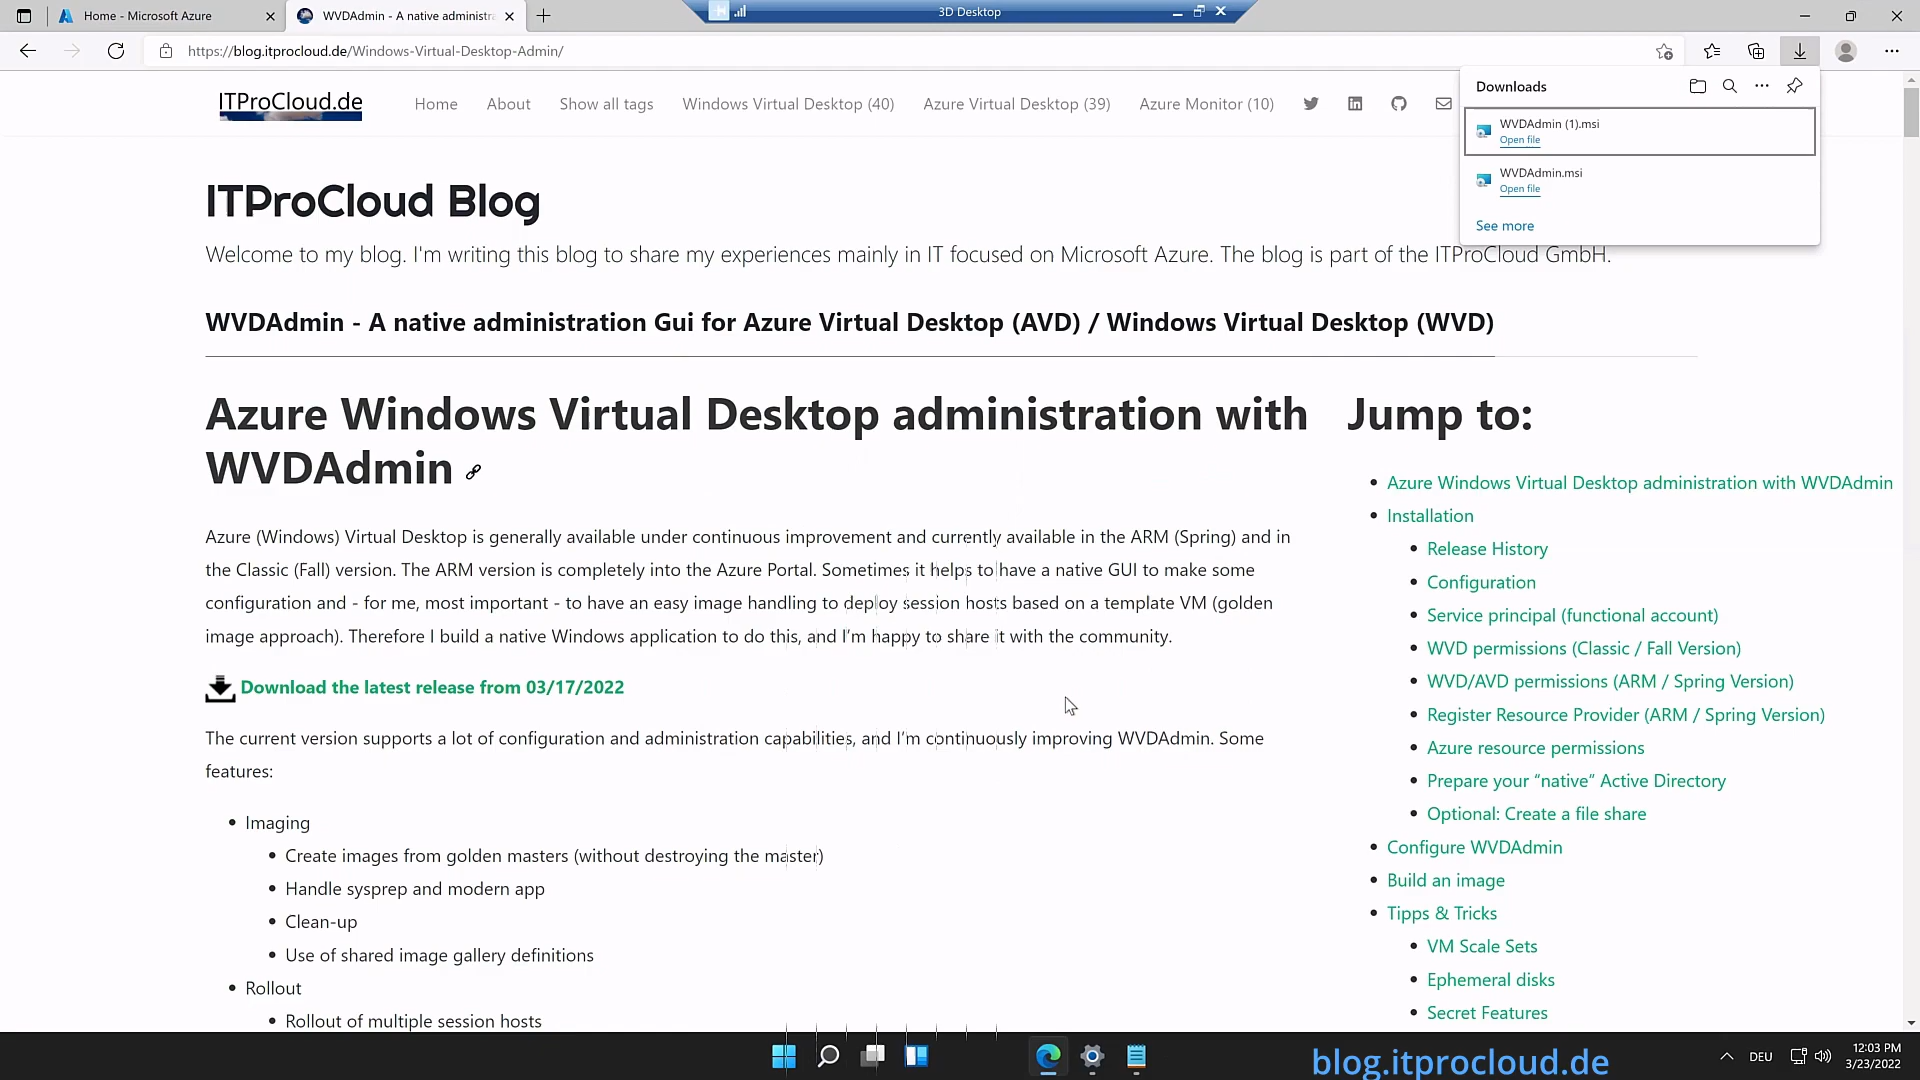 Home - Microsoft Azure
WVDAdmin - A native administra
3D Desktop
https://blog.itprocloud.de/Windows-Virtual-Desktop-Admin/
Downloads
WVDAdmin (1).msi
Open file
WVDAdmin.msi
Open file
See more
ITProCloud.de
Home
About
Show all tags
Windows Virtual Desktop (40)
Azure Virtual Desktop (39)
Azure Monitor (10)
ITProCloud Blog
Welcome to my blog. I'm writing this blog to share my experiences mainly in IT focused on Microsoft Azure. The blog is part of the ITProCloud GmbH.
WVDAdmin - A native administration Gui for Azure Virtual Desktop (AVD) / Windows Virtual Desktop (WVD)
Azure Windows Virtual Desktop administration with
WVDAdmin
Azure (Windows) Virtual Desktop is generally available under continuous improvement and currently available in the ARM (Spring) and in
the Classic (Fall) version. The ARM version is completely into the Azure Portal. Sometimes it helps to have a native GUI to make some
configuration and - for me, most important - to have an easy image handling to deploy session hosts based on a template VM (golden
image approach). Therefore I build a native Windows application to do this, and I'm happy to share it with the community.
Download the latest release from 03/17/2022
The current version supports a lot of configuration and administration capabilities, and I'm continuously improving WVDAdmin. Some
features:
Imaging
Create images from golden masters (without destroying the master)
Handle sysprep and modern app
Clean-up
Use of shared image gallery definitions
Rollout
Rollout of multiple session hosts
Jump to:
Azure Windows Virtual Desktop administration with WVDAdmin
Installation
Release History
Configuration
Service principal (functional account)
WVD permissions (Classic / Fall Version)
WVD/AVD permissions (ARM / Spring Version)
Register Resource Provider (ARM / Spring Version)
Azure resource permissions
Prepare your “native” Active Directory
Optional: Create a file share
Configure WVDAdmin
Build an image
Tipps & Tricks
VM Scale Sets
Ephemeral disks
Secret Features
blog.itprocloud.de
DEU
12:03 PM
3/23/2022